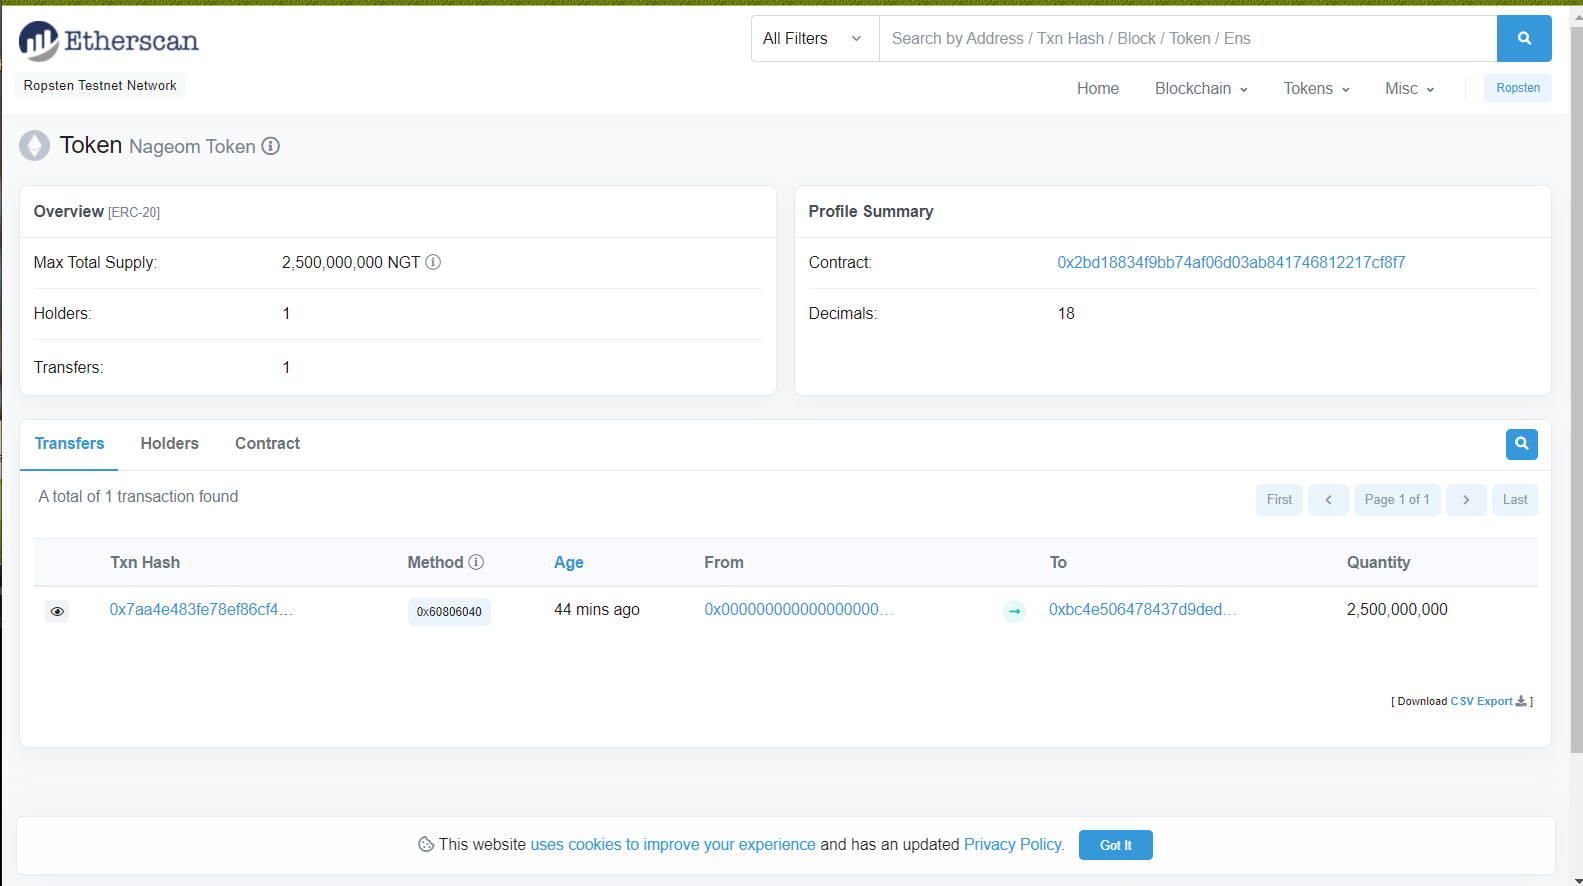 Etherscan
All Filters
Search by Address / Txn Hash / Block / Token / Ens
Ropsten Testnet Network
Home Blockchain Tokens Misc Ropsten
Token Nageom Token
Overview [ERC-20]
Max Total Supply: 2,500,000,000 NGT
Holders: 1
Transfers: 1
Profile Summary
Contract: 0x2bd18834f9bb74af06d03ab841746812217cf8f7
Decimals: 18
Transfers Holders Contract
A total of 1 transaction found
First Page 1 of 1 Last
Txn Hash Method Age From To Quantity
0x7aa4e483fe78ef86cf4... 0x60806040 44 mins ago 0x000000000000000000... 0xbc4e506478437d9ded... 2,500,000,000
[ Download CSV Export ]
This website uses cookies to improve your experience and has an updated Privacy Policy. Got It